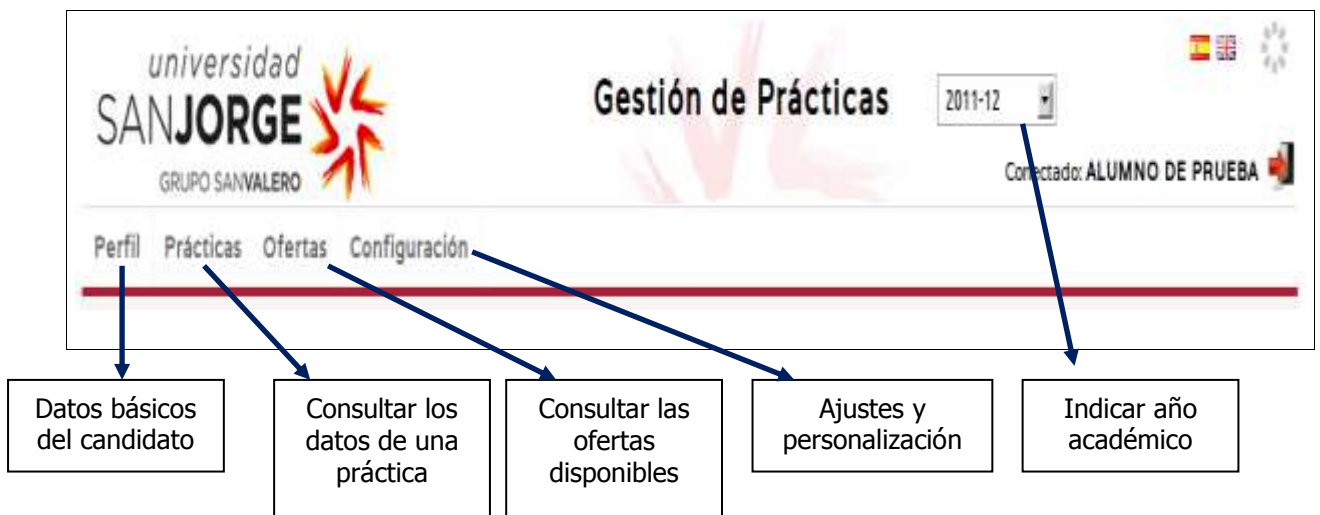 universidad
SANJORGE
GRUPO SANVALERO
Gestión de Prácticas
2011-12
Conectado: ALUMNO DE PRUEBA
Perfil Prácticas Ofertas Configuración
Datos básicos
del candidato
Consultar los
datos de una
práctica
Consultar las
ofertas
disponibles
Ajustes y
personalización
Indicar año
académico